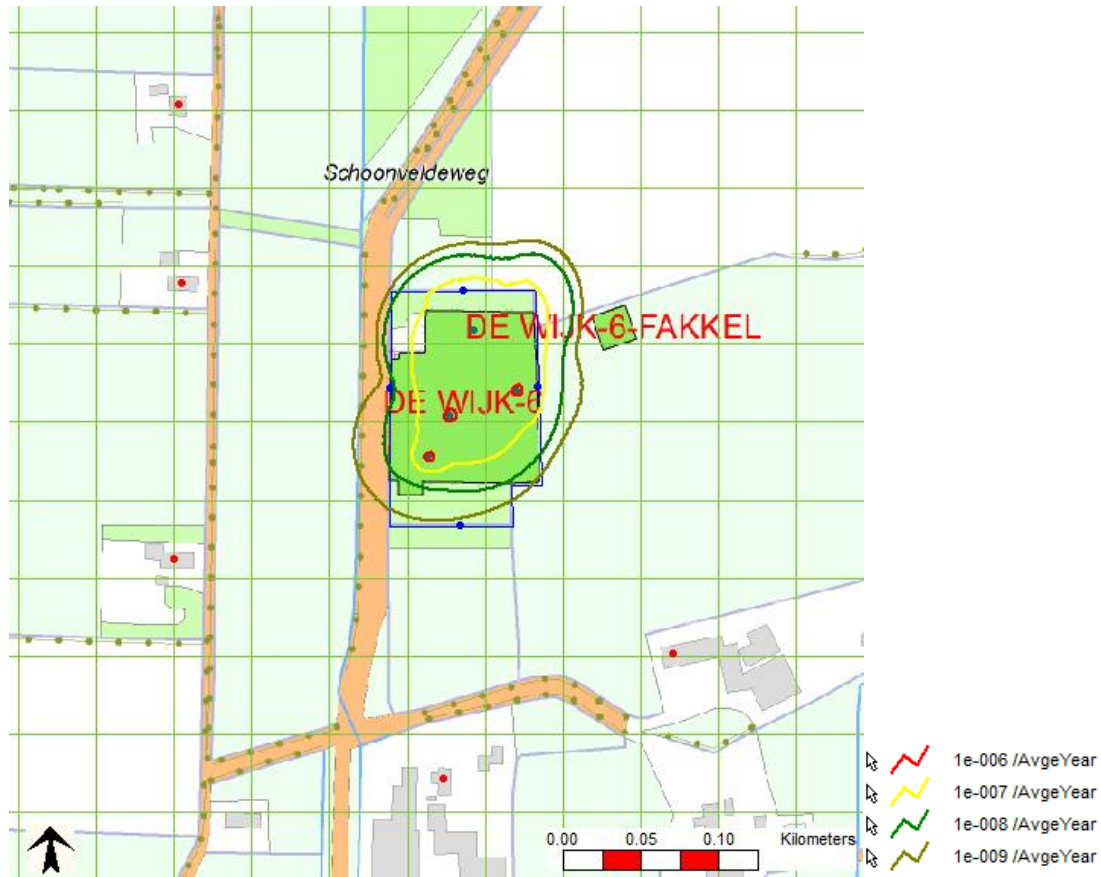 Schoonveldeweg
DE WIJK-6-FAKKEL
DE WIJK-6
0.00 0.05 0.10 Kilometers
1e-006 /AvgeYear
1e-007 /AvgeYear
1e-008 /AvgeYear
1e-009 /AvgeYear